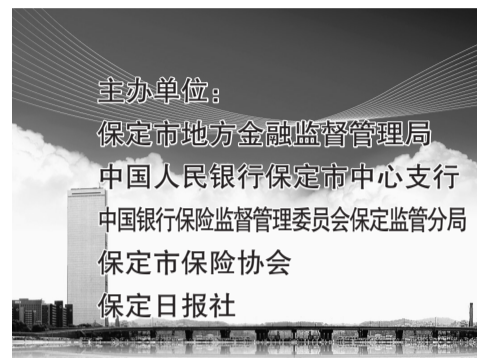 主办单位：
保定市地方金融监督管理局
中国人民银行保定市中心支行
中国银行保险监督管理委员会保定监管分局
保定市保险协会
保定日报社